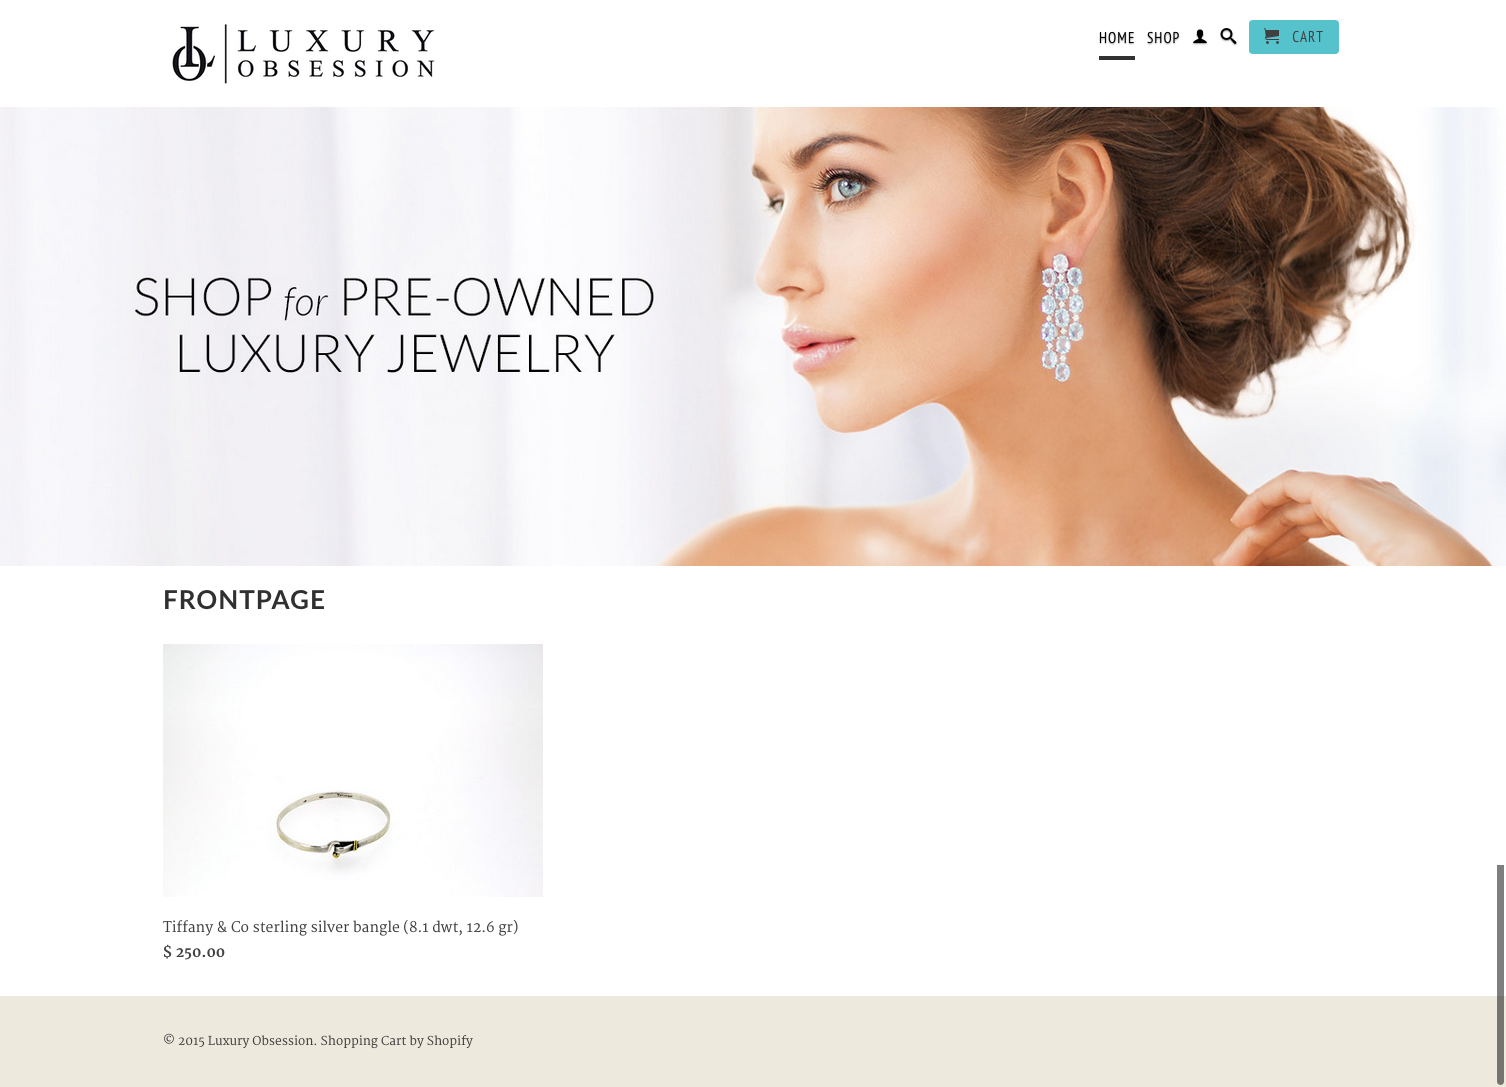 LUXURY
OBSESSION
HOME SHOP CART
SHOP for PRE-OWNED
LUXURY JEWELRY
FRONTPAGE
Tiffany & Co sterling silver bangle (8.1 dwt, 12.6 gr)
$ 250.00
© 2015 Luxury Obsession. Shopping Cart by Shopify